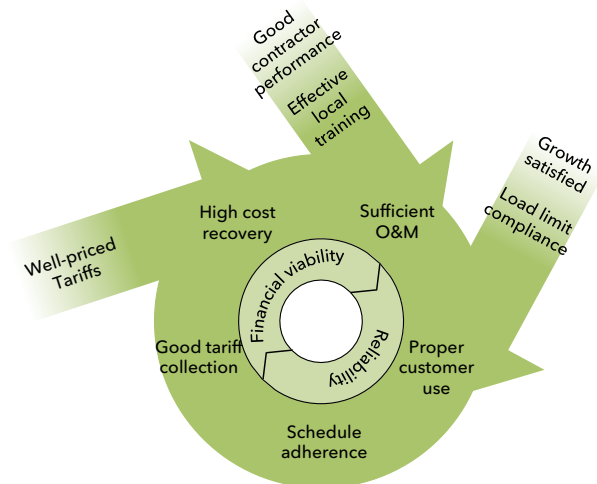 Good
contractor
performance
Effective
local
training
Growth
satisfied
Load limit
compliance
Well-priced
Tariffs
High cost
recovery
Sufficient
O&M
Financial viability
Reliability
Good tariff
collection
Proper
customer
use
Schedule
adherence